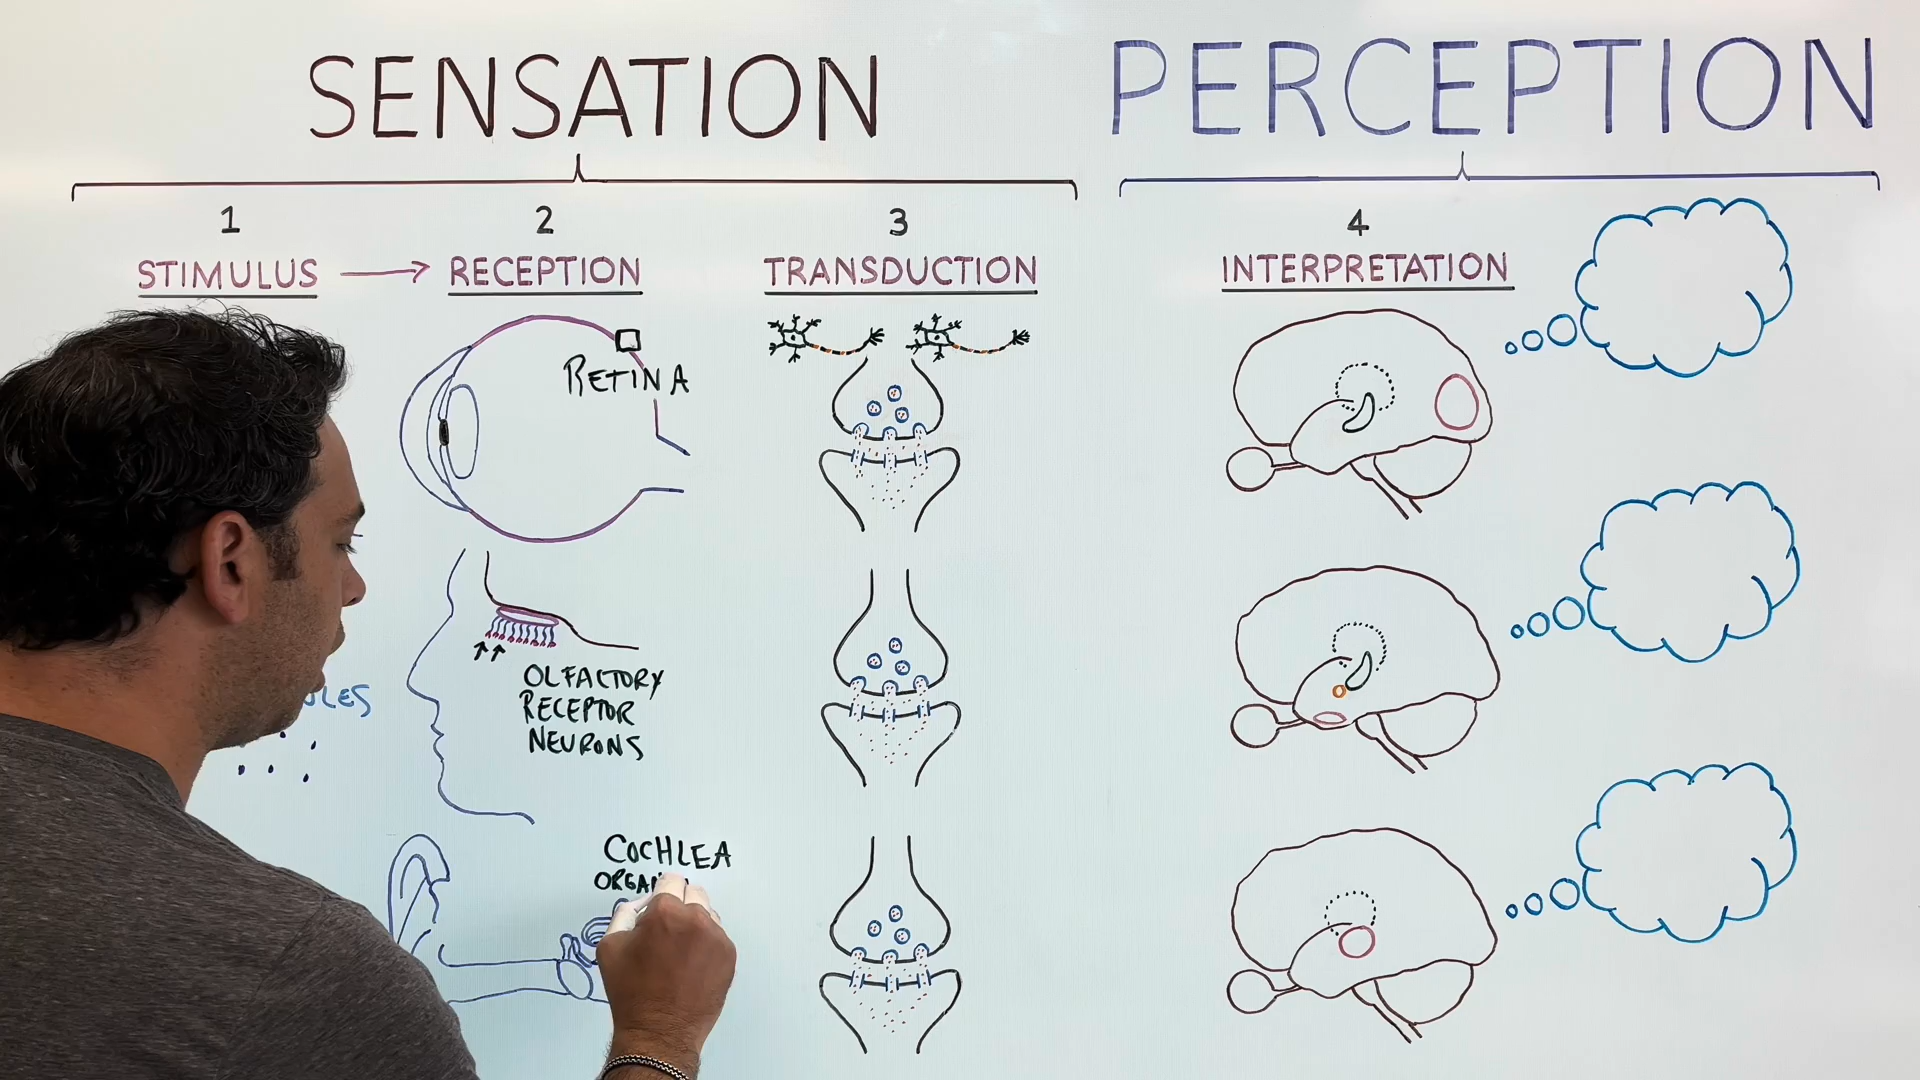 SENSATION
PERCEPTION
1
2
3
4
STIMULUS
RECEPTION
TRANSDUCTION
INTERPRETATION
RETINA
OLFACTORY
RECEPTOR
NEURONS
COCHLEA